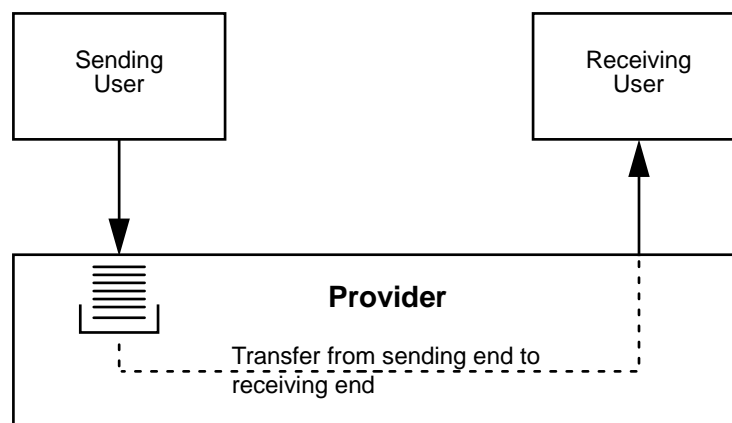 Sending
User
Receiving
User
Provider
Transfer from sending end to
receiving end